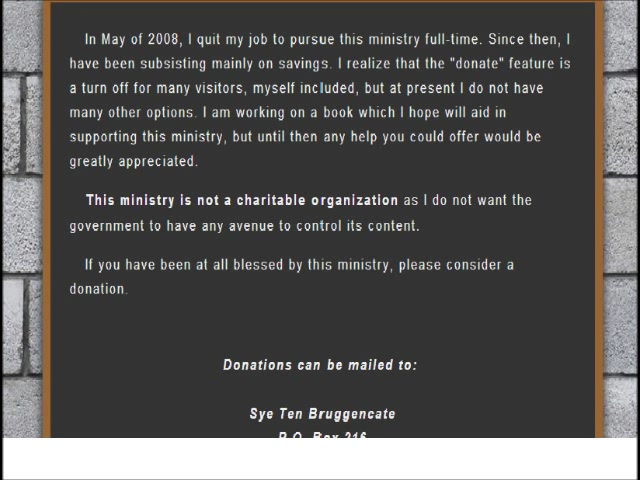 In May of 2008, I quit my job to pursue this ministry full-time. Since then, I
have been subsisting mainly on savings. I realize that the "donate" feature is
a turn off for many visitors, myself included, but at present I do not have
many other options. I am working on a book which I hope will aid in
supporting this ministry, but until then any help you could offer would be
greatly appreciated.
This ministry is not a charitable organization as I do not want the
government to have any avenue to control its content.
If you have been at all blessed by this ministry, please consider a
donation.
Donations can be mailed to:
Sye Ten Bruggencate
P.O. Box 216